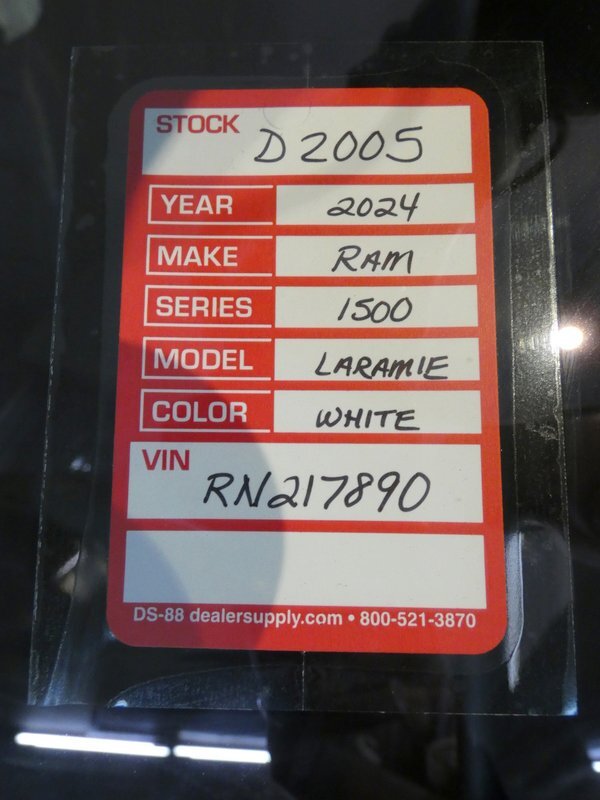 STOCK D2005
YEAR 2024
MAKE RAM
SERIES 1500
MODEL LARAMIE
COLOR WHITE
VIN
RN217890
DS-88 dealersupply.com • 800-521-3870